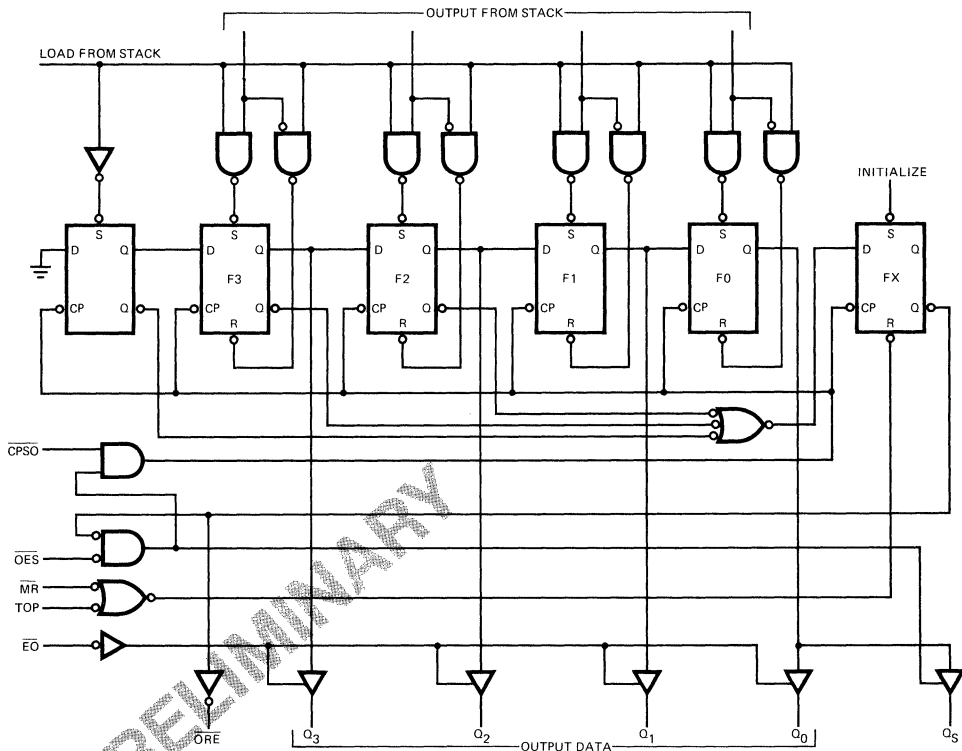 OUTPUT FROM STACK
LOAD FROM STACK
INITIALIZE
S
S
S
S
S
S
D Q
D Q
D Q
D Q
D Q
D Q
F3
F2
F1
F0
FX
CP Q
CP Q
CP Q
CP
CP
CP
R
R
R
R
R
CPSO
OES
MR
TOP
EO
PRELIMINARY
ORE
Q3
Q2
Q1
Q0
QS
OUTPUT DATA